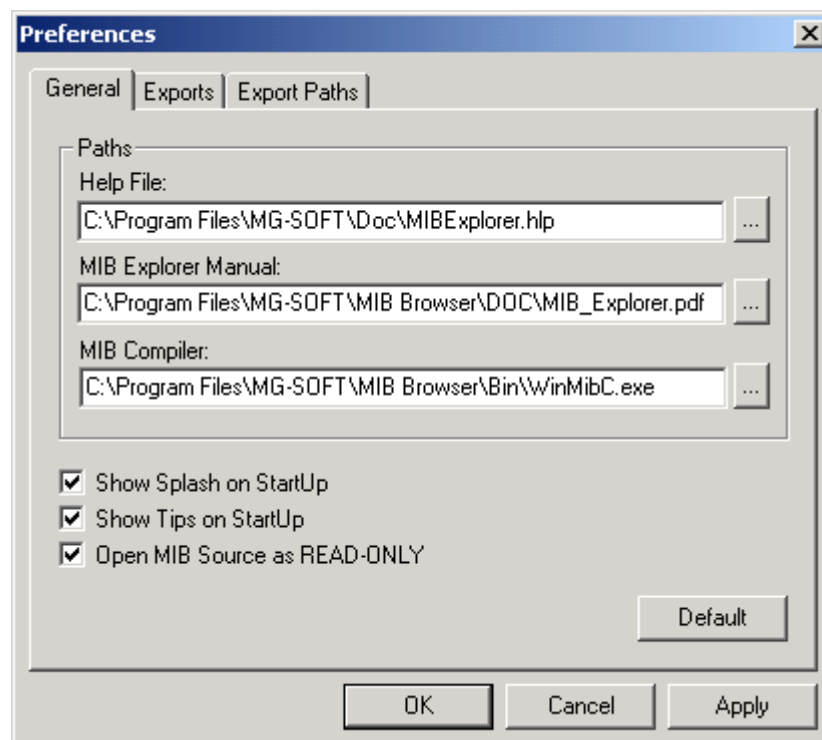 Preferences
General Exports Export Paths
Paths
Help File:
C:\Program Files\MG-SOFT\Doc\MIBExplorer.hlp ...
MIB Explorer Manual:
C:\Program Files\MG-SOFT\MIB Browser\DOC\MIB_Explorer.pdf ...
MIB Compiler:
C:\Program Files\MG-SOFT\MIB Browser\Bin\WinMibC.exe ...
Show Splash on StartUp
Show Tips on StartUp
Open MIB Source as READ-ONLY
Default
OK Cancel Apply